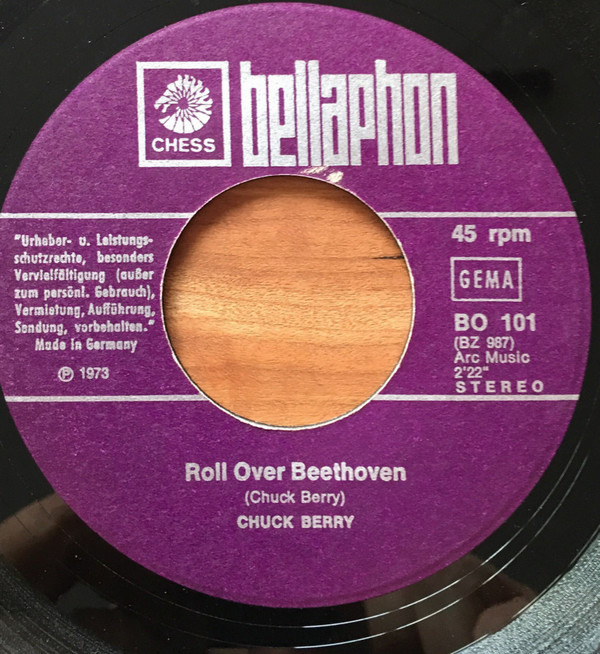 CHESS
bellaphon
"Urheber- u. Leistungs-
schutzrechte, besonders
Vervielfältigung (außer
zum persönl. Gebrauch),
Vermietung, Aufführung,
Sendung, vorbehalten."
Made in Germany
Ⓟ 1973
45 rpm
GEMA
BO 101
(BZ 987)
Arc Music
2'22"
STEREO
Roll Over Beethoven
(Chuck Berry)
CHUCK BERRY